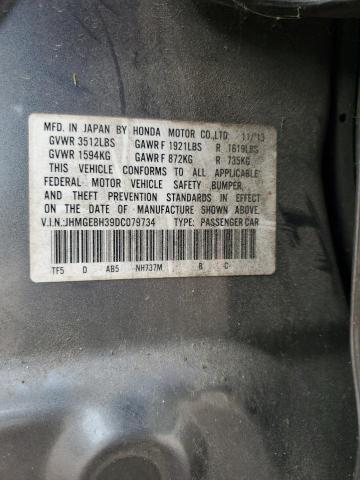 MFD. IN JAPAN BY HONDA MOTOR CO.,LTD. 11/13
GVWR 3512LBS GAWR F 1921LBS R 1619LBS
GVWR 1594KG GAWR F 872KG R 735KG
THIS VEHICLE CONFORMS TO ALL APPLICABLE
FEDERAL MOTOR VEHICLE SAFETY, BUMPER,
AND THEFT PREVENTION STANDARDS IN EFFECT
ON THE DATE OF MANUFACTURE SHOWN ABOVE.
V.I.N.:JHMGE8H39DC079734 TYPE: PASSENGER CAR
TF5 D AB5 NH737M B C